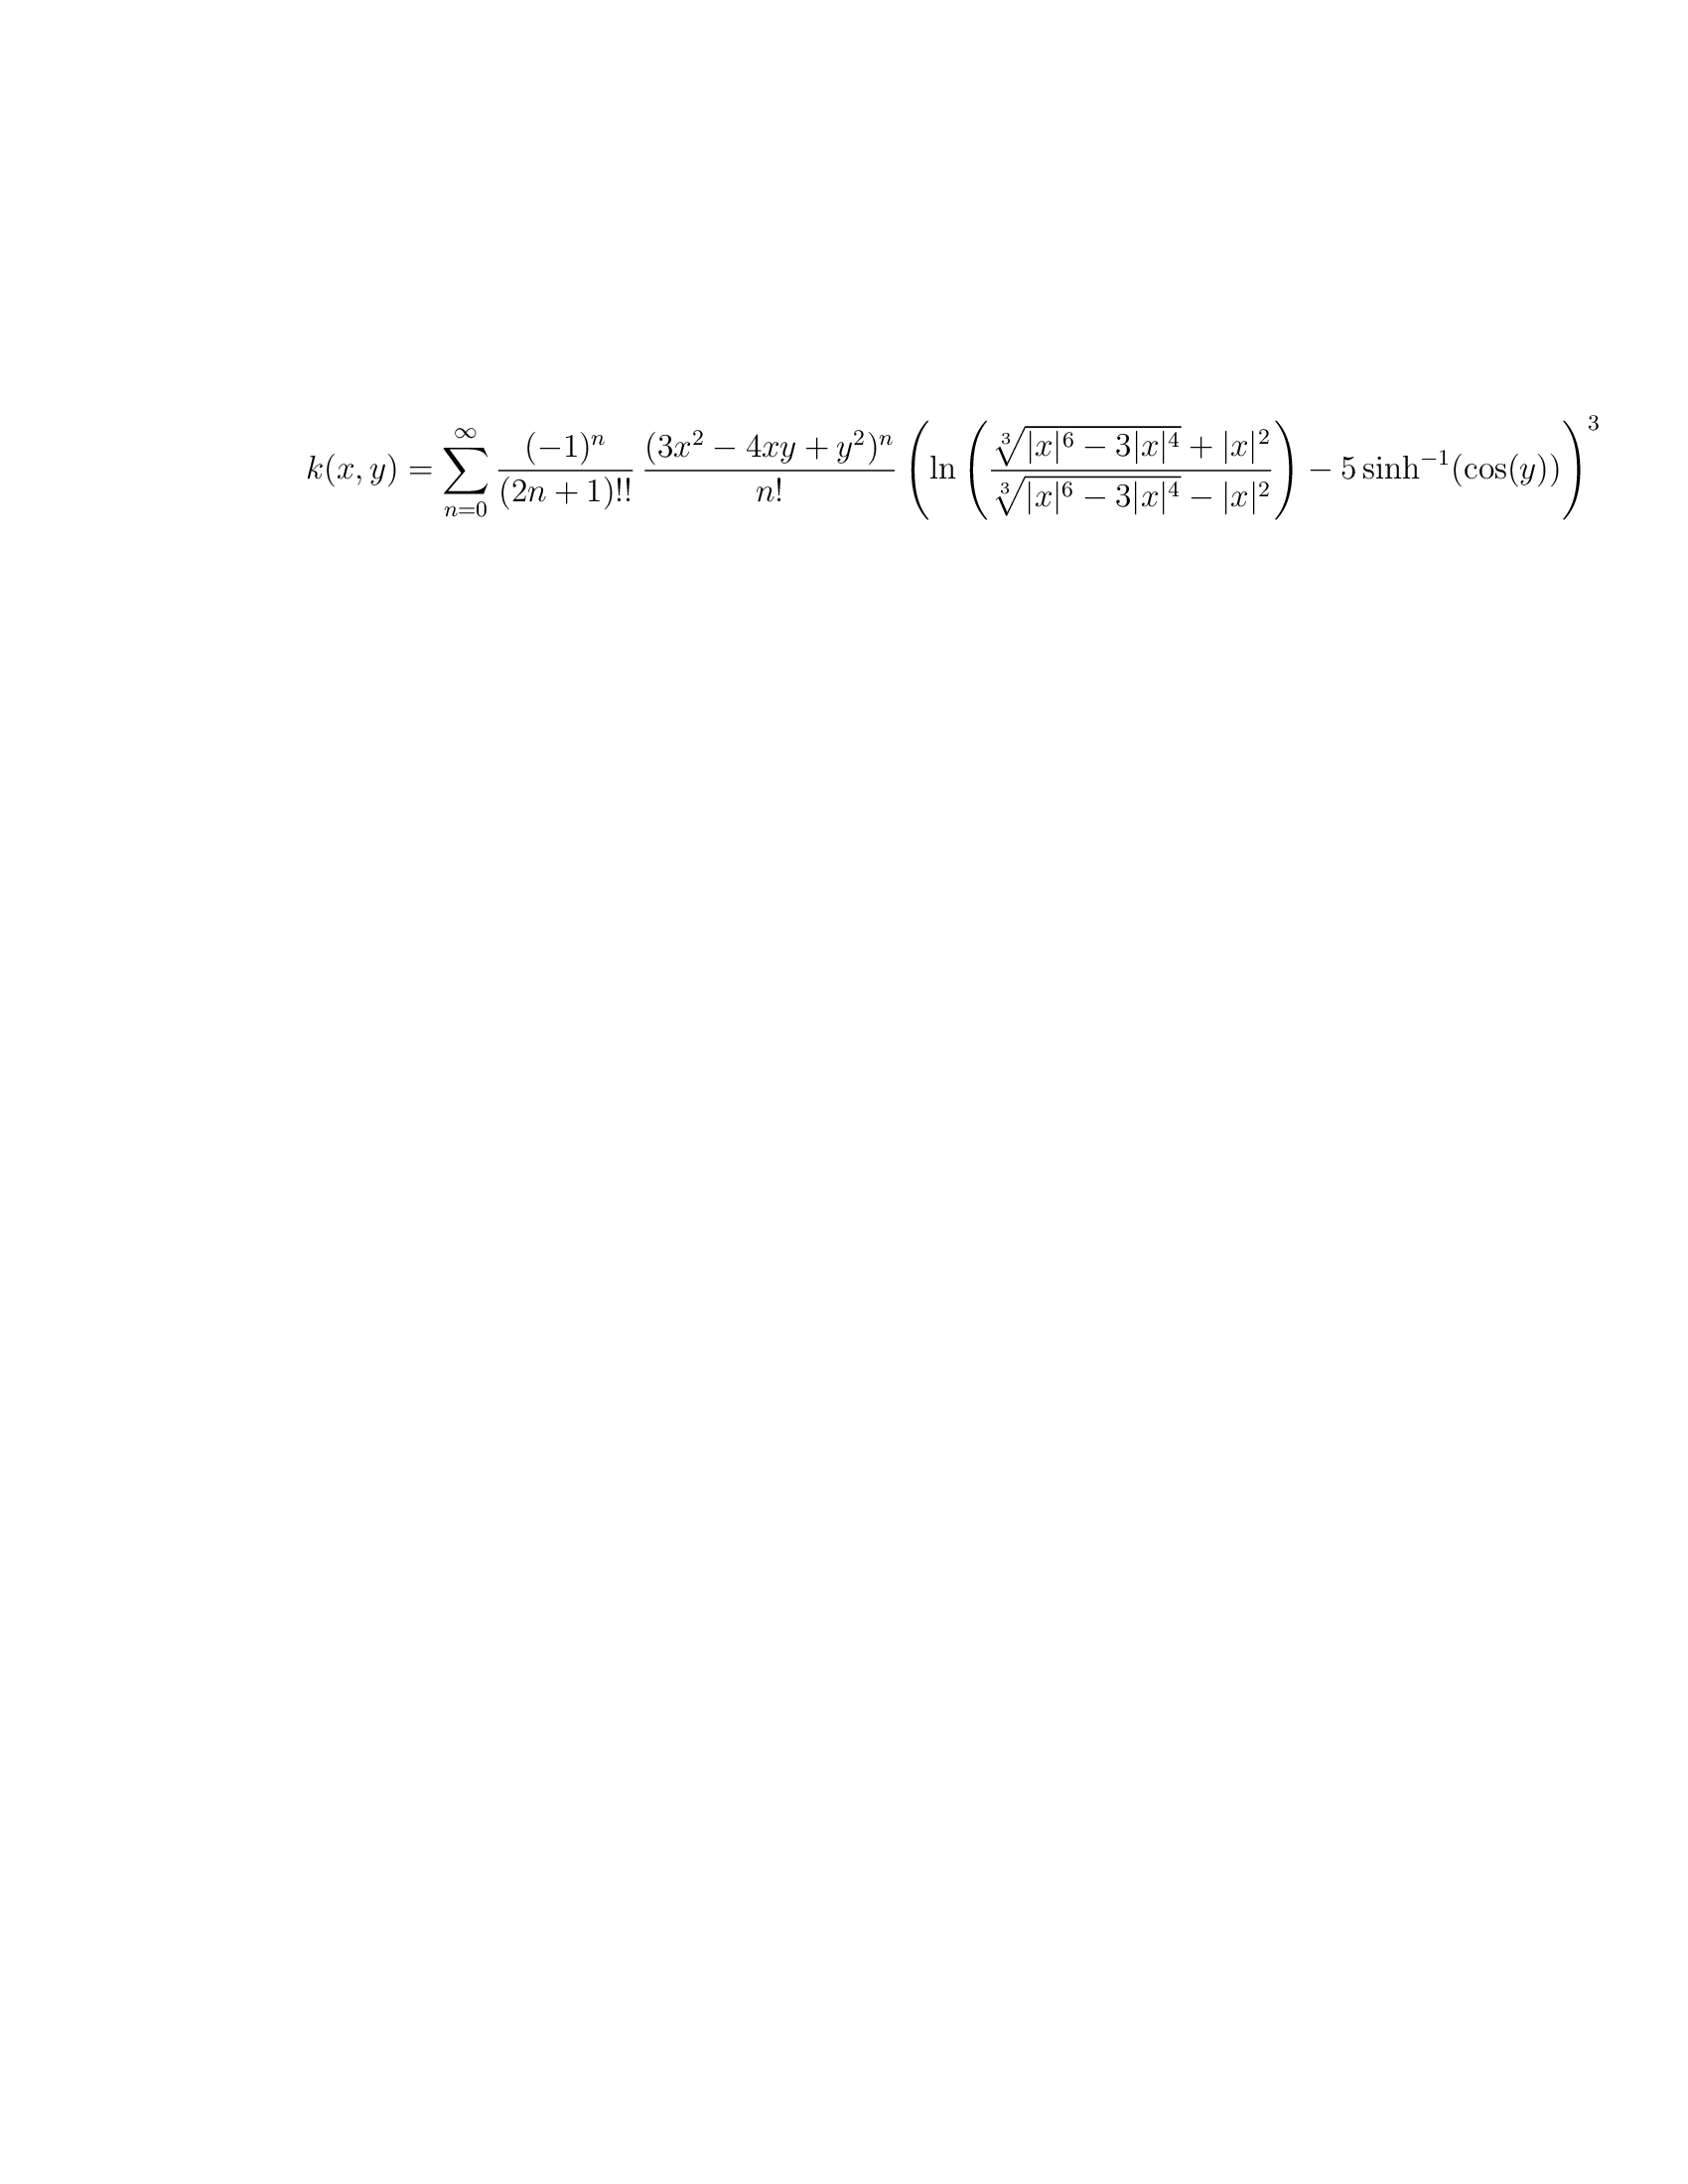 $k(x, y) = \sum_{n=0}^{\infty} \frac{(-1)^n}{(2n+1)!!} \frac{(3x^2 - 4xy + y^2)^n}{n!} \left( \ln \left( \frac{\sqrt[3]{|x|^6 - 3|x|^4} + |x|^2}{\sqrt[3]{|x|^6 - 3|x|^4} - |x|^2} \right) - 5 \sinh^{-1}(\cos(y)) \right)^3$